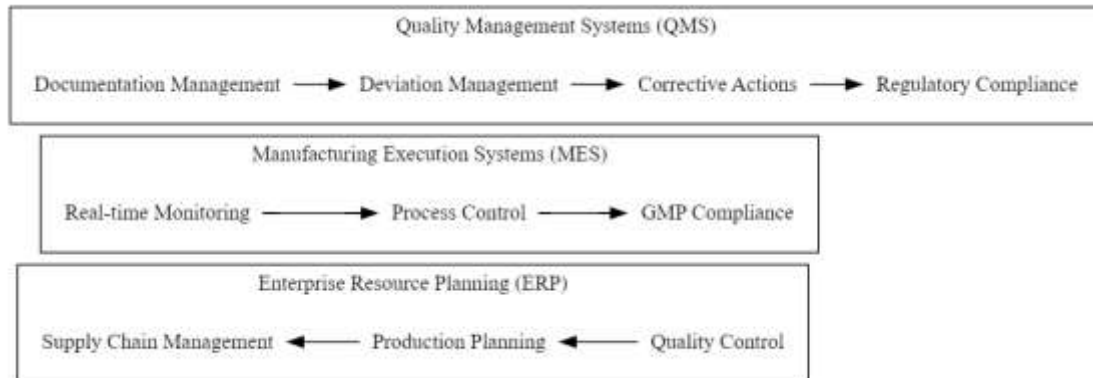 Quality Management Systems (QMS)
Documentation Management Deviation Management Corrective Actions Regulatory Compliance
Manufacturing Execution Systems (MES)
Real-time Monitoring Process Control GMP Compliance
Enterprise Resource Planning (ERP)
Supply Chain Management Production Planning Quality Control